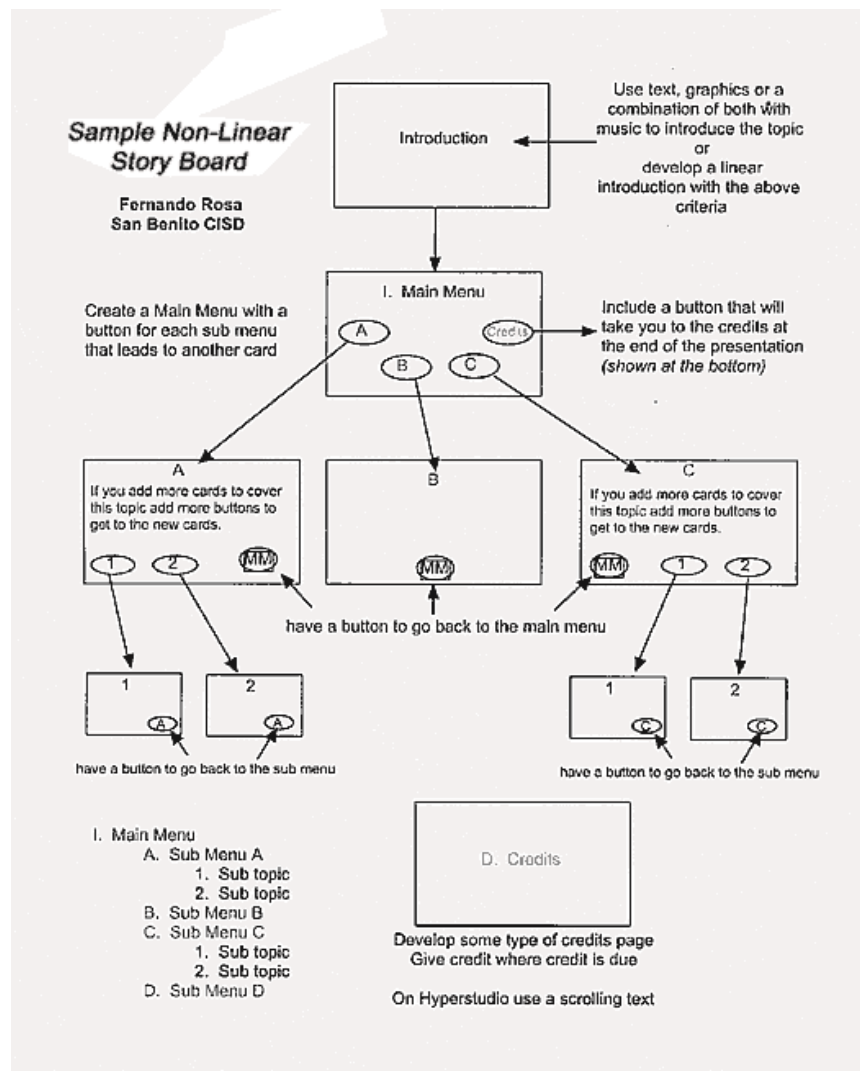 Sample Non-Linear
Story Board
Fernando Rosa
San Benito CISD
Introduction
Use text, graphics or a
combination of both with
music to introduce the topic
or
develop a linear
introduction with the above
criteria
I. Main Menu
A
Credits
B
C
Create a Main Menu with a
button for each sub menu
that leads to another card
Include a button that will
take you to the credits at
the end of the presentation
(shown at the bottom)
A
If you add more cards to cover
this topic add more buttons to
get to the new cards.
1
2
MM
B
MM
C
If you add more cards to cover
this topic add more buttons to
get to the new cards.
MM
1
2
have a button to go back to the main menu
1
A
2
A
have a button to go back to the sub menu
1
C
2
C
have a button to go back to the sub menu
I. Main Menu
A. Sub Menu A
1. Sub topic
2. Sub topic
B. Sub Menu B
C. Sub Menu C
1. Sub topic
2. Sub topic
D. Sub Menu D
D. Credits
Develop some type of credits page
Give credit where credit is due
On Hyperstudio use a scrolling text